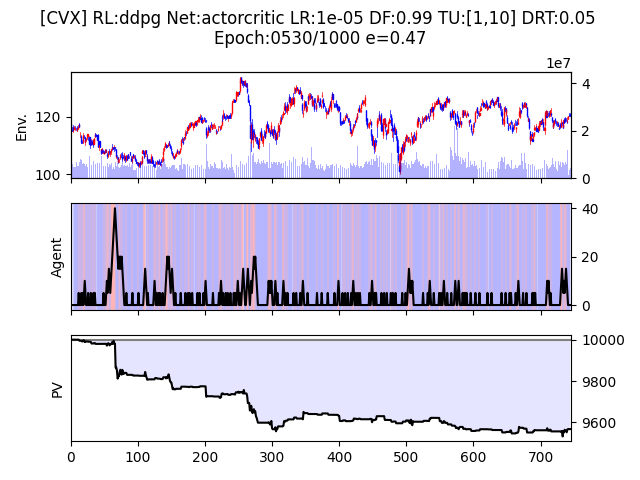 [CVX] RL:ddpg Net:actorcritic LR:1e-05 DF:0.99 TU:[1,10] DRT:0.05
Epoch:0530/1000 e=0.47
1e7
Env.
120
100
4
2
0
Agent
40
20
0
PV
10000
9800
9600
0 100 200 300 400 500 600 700